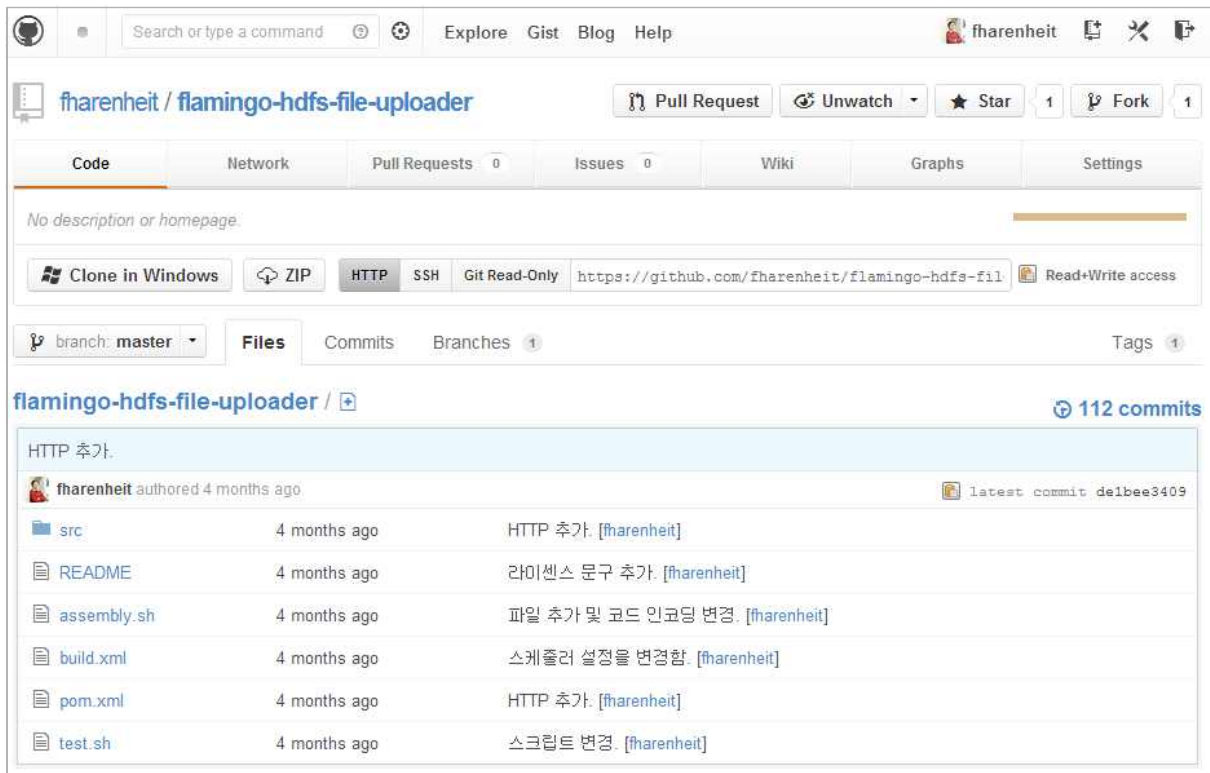 Search or type a command Explore Gist Blog Help fharenheit
fharenheit / flamingo-hdfs-file-uploader Pull Request Unwatch Star 1 Fork 1
Code Network Pull Requests 0 Issues 0 Wiki Graphs Settings
No description or homepage.
Clone in Windows ZIP HTTP SSH Git Read-Only https://github.com/fharenheit/flamingo-hdfs-fil Read+Write access
branch: master Files Commits Branches 1 Tags 1
flamingo-hdfs-file-uploader / 112 commits
HTTP 추가.
fharenheit authored 4 months ago latest commit de1bee3409
src 4 months ago HTTP 추가. [fharenheit]
README 4 months ago 라이센스 문구 추가. [fharenheit]
assembly.sh 4 months ago 파일 추가 및 코드 인코딩 변경. [fharenheit]
build.xml 4 months ago 스케줄러 설정을 변경함. [fharenheit]
pom.xml 4 months ago HTTP 추가. [fharenheit]
test.sh 4 months ago 스크립트 변경. [fharenheit]